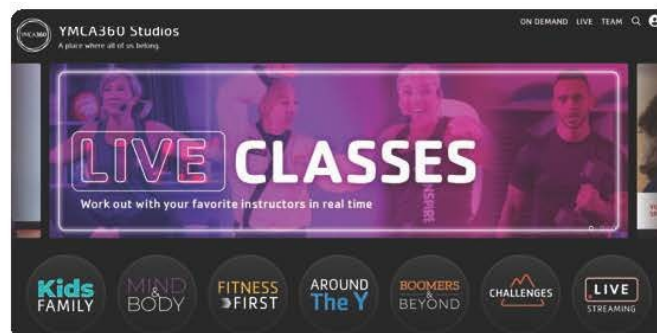 YMCA360
YMCA360 Studios
A place where all of us belong.
ON DEMAND LIVE TEAM
LIVE CLASSES
Work out with your favorite instructors in real time
INSPIRE
Kids
FAMILY
MIND
&
BODY
FITNESS
FIRST
AROUND
The Y
BOOMERS
&
BEYOND
CHALLENGES
LIVE
STREAMING